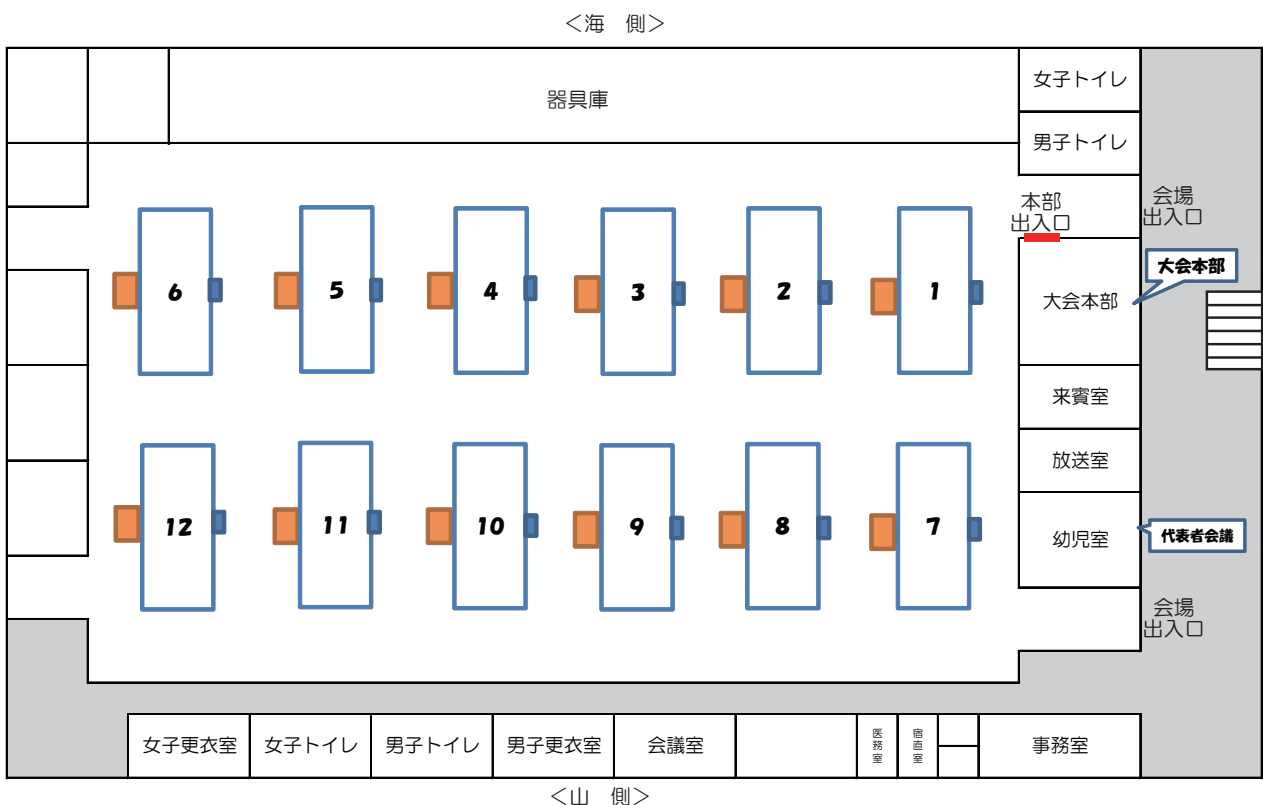 ＜海　側＞
器具庫
女子トイレ
男子トイレ
本部
出入口
会場
出入口
大会本部
大会本部
6
5
4
3
2
1
来賓室
放送室
幼児室
代表者会議
12
11
10
9
8
7
会場
出入口
女子更衣室
女子トイレ
男子トイレ
男子更衣室
会議室
医務室
宿直室
事務室
＜山　側＞